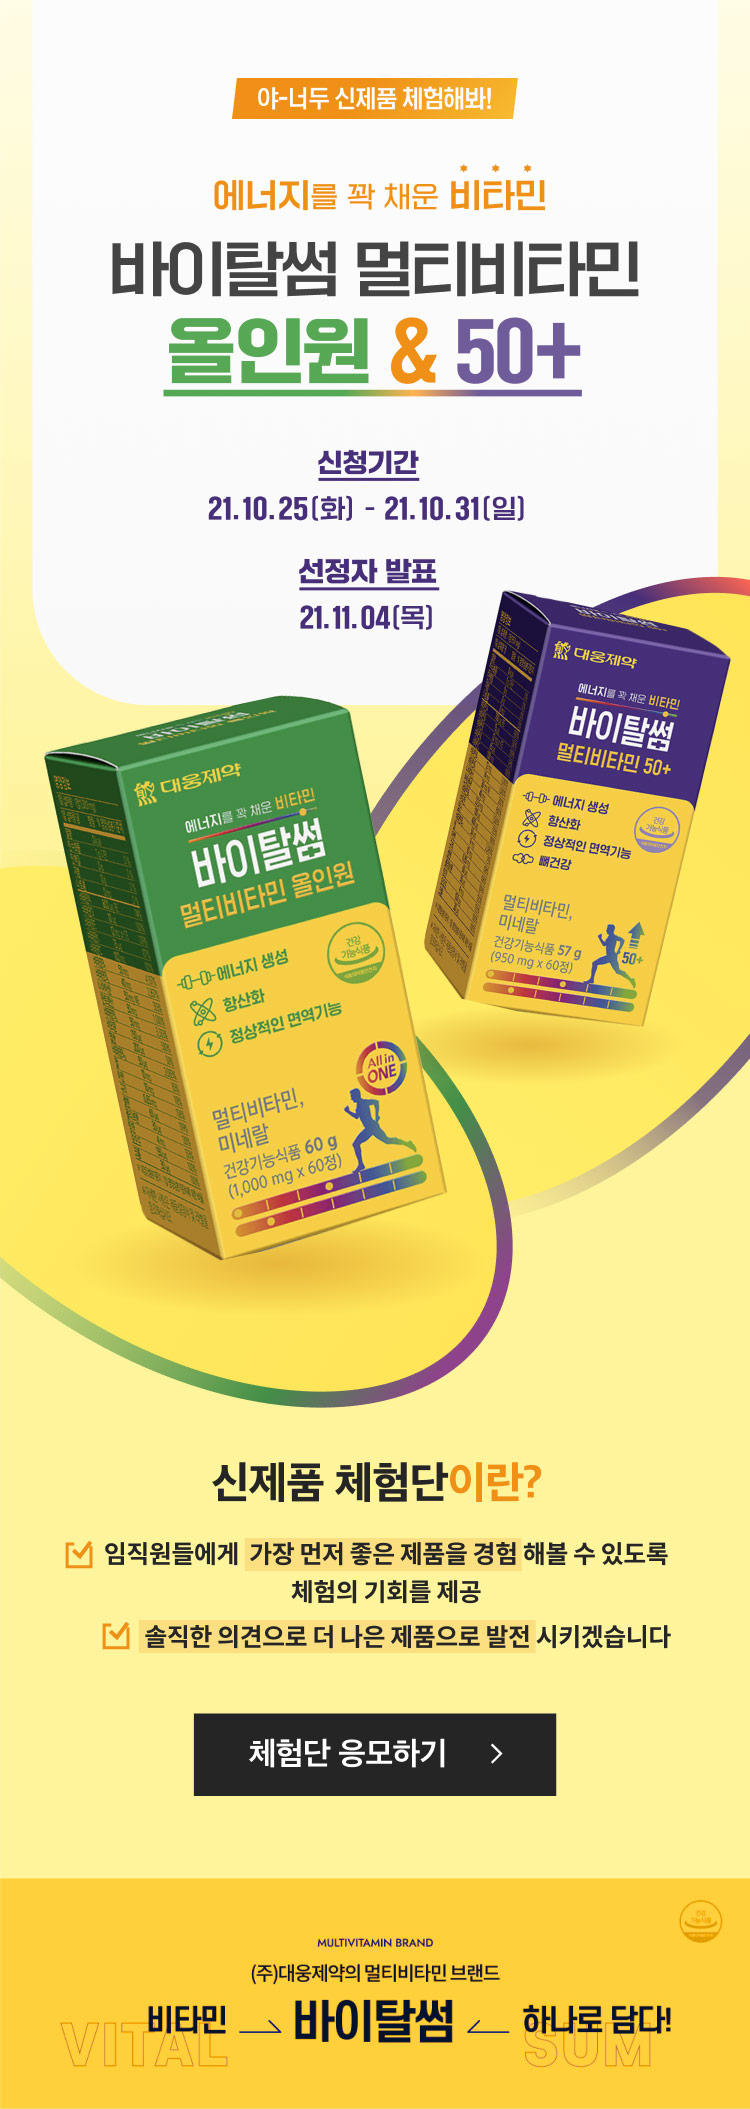 야-너두 신제품 체험해봐!
에너지를 꽉 채운 비타민
바이탈썸 멀티비타민
올인원 & 50+
신청기간
21.10.25(화) - 21.10.31(일)
선정자 발표
21.11.04(목)
대웅제약
에너지를 꽉 채운 비타민
바이탈썸
멀티비타민 50+
에너지 생성
항산화
정상적인 면역기능
뼈건강
건강
기능식품
멀티비타민,
미네랄
건강기능식품 57 g
(950 mg x 60정)
50+
대웅제약
에너지를 꽉 채운 비타민
바이탈썸
멀티비타민 올인원
에너지 생성
항산화
정상적인 면역기능
건강
기능식품
All in
ONE
멀티비타민,
미네랄
건강기능식품 60 g
(1,000 mg x 60정)
신제품 체험단이란?
임직원들에게 가장 먼저 좋은 제품을 경험 해볼 수 있도록
체험의 기회를 제공
솔직한 의견으로 더 나은 제품으로 발전 시키겠습니다
체험단 응모하기 >
건강
기능식품
MULTIVITAMIN BRAND
(주)대웅제약의 멀티비타민 브랜드
비타민 바이탈썸 하나로 담다!
VITAL SUM